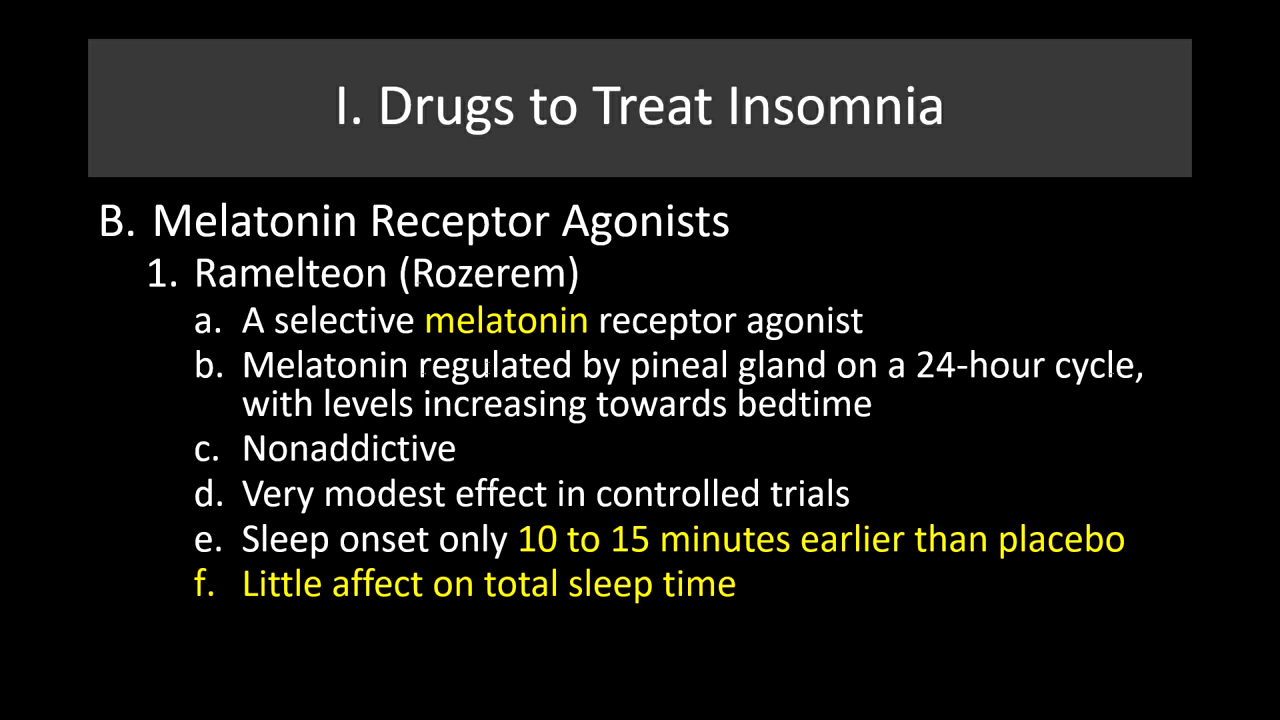 I. Drugs to Treat Insomnia
B. Melatonin Receptor Agonists
1. Ramelteon (Rozerem)
a. A selective melatonin receptor agonist
b. Melatonin regulated by pineal gland on a 24-hour cycle,
with levels increasing towards bedtime
c. Nonaddictive
d. Very modest effect in controlled trials
e. Sleep onset only 10 to 15 minutes earlier than placebo
f. Little affect on total sleep time